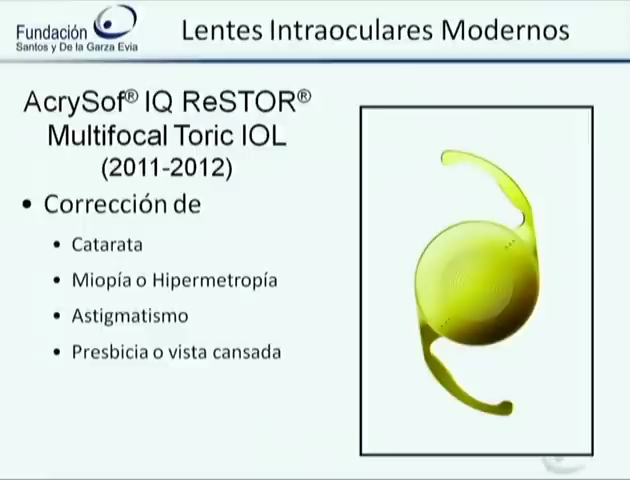 Fundación
Santos y De la Garza Evia
Lentes Intraoculares Modernos
AcrySof® IQ ReSTOR®
Multifocal Toric IOL
(2011-2012)
• Corrección de
• Catarata
• Miopía o Hipermetropía
• Astigmatismo
• Presbicia o vista cansada